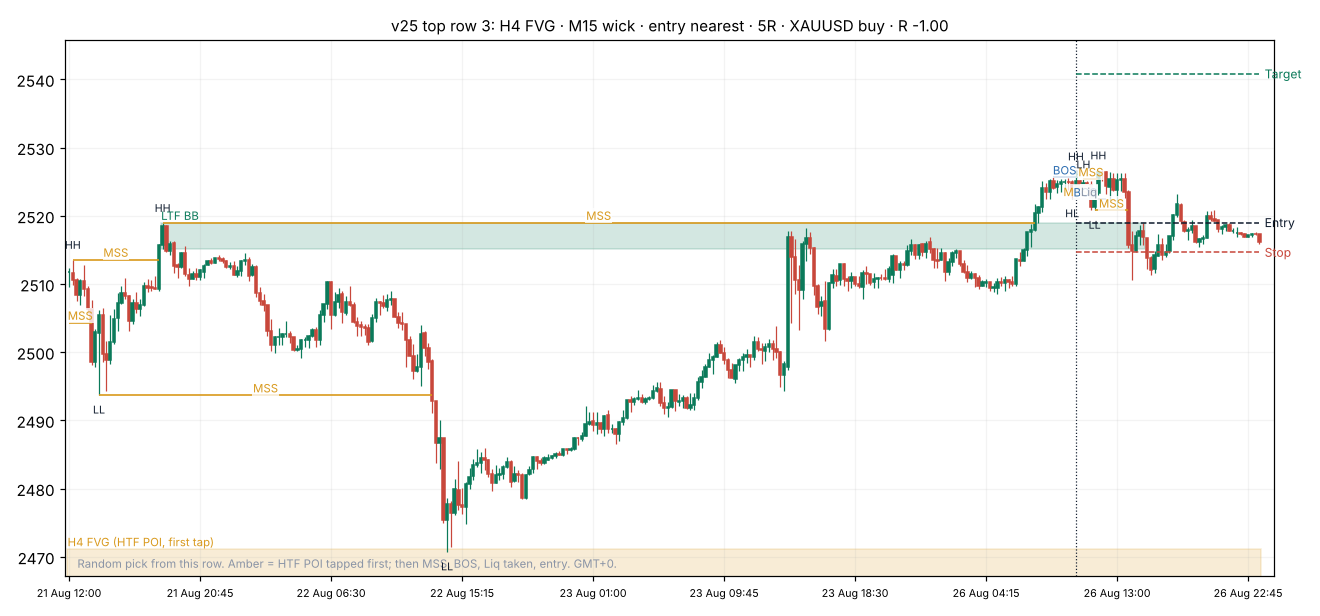 v25 top row 3: H4 FVG · M15 wick · entry nearest · 5R · XAUUSD buy · R -1.00
2540
Target
2530
HH
HH
LH
BOS
MSS
BLiq
2520
HH
LTF BB
MSS
MSS
HL
LL
Entry
HH
MSS
Stop
2510
MSS
2500
MSS
2490
LL
2480
H4 FVG (HTF POI, first tap)
2470
Random pick from this row. Amber = HTF POI tapped first; then MSS, BOS, Liq taken, entry. GMT+0.
LL
21 Aug 12:00
21 Aug 20:45
22 Aug 06:30
22 Aug 15:15
23 Aug 01:00
23 Aug 09:45
23 Aug 18:30
26 Aug 04:15
26 Aug 13:00
26 Aug 22:45